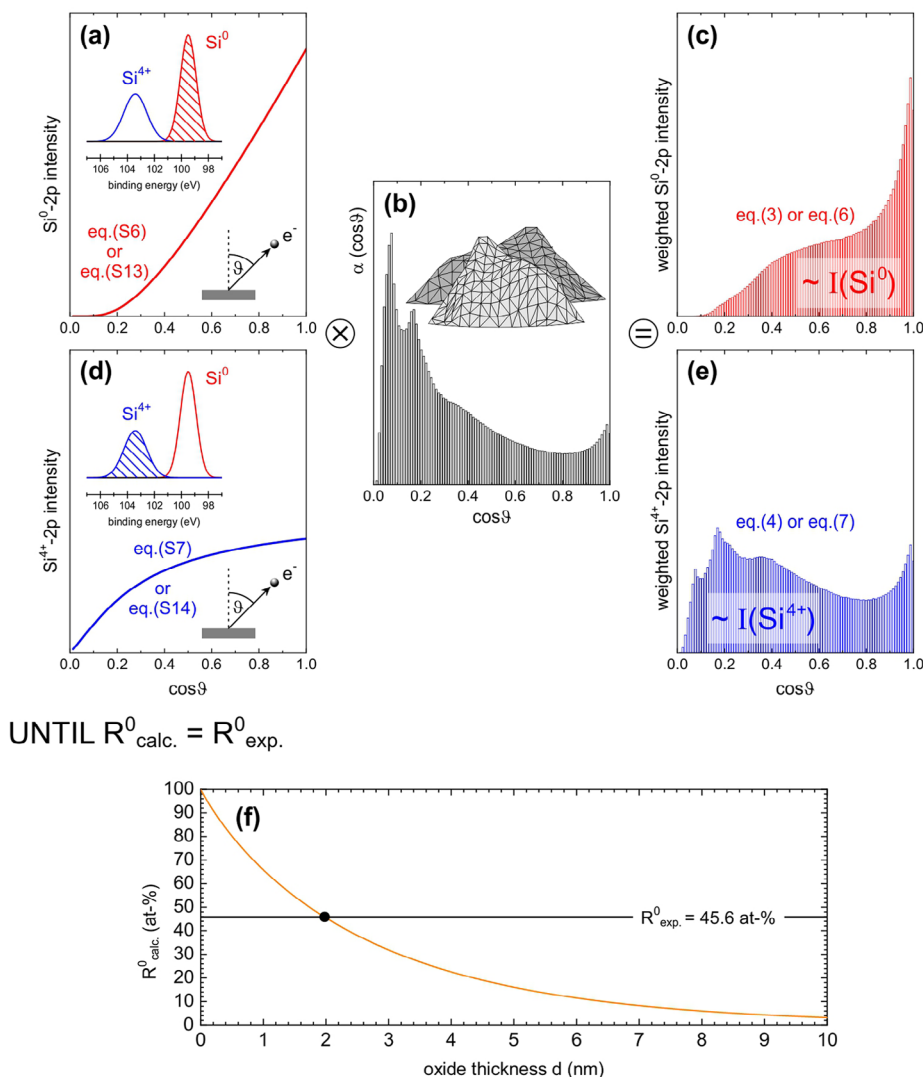 (a)
Si⁰
Si⁴⁺
106 104 102 100 98
binding energy (eV)
Si⁰-2p intensity
eq.(S6)
or
eq.(S13)
e⁻
ϑ
0.0 0.2 0.4 0.6 0.8 1.0
(b)
α (cosϑ)
0.0 0.2 0.4 0.6 0.8 1.0
cosϑ
×
=
(c)
weighted Si⁰-2p intensity
eq.(3) or eq.(6)
~ I(Si⁰)
0.0 0.2 0.4 0.6 0.8 1.0
(d)
Si⁰
Si⁴⁺
106 104 102 100 98
binding energy (eV)
Si⁴⁺-2p intensity
eq.(S7)
or
eq.(S14)
e⁻
ϑ
0.0 0.2 0.4 0.6 0.8 1.0
cosϑ
(e)
weighted Si⁴⁺-2p intensity
eq.(4) or eq.(7)
~ I(Si⁴⁺)
0.0 0.2 0.4 0.6 0.8 1.0
cosϑ
UNTIL R⁰calc. = R⁰exp.
(f)
100
90
80
70
60
50
40
30
20
10
0
R⁰calc. (at-%)
R⁰exp. = 45.6 at-%
0 1 2 3 4 5 6 7 8 9 10
oxide thickness d (nm)